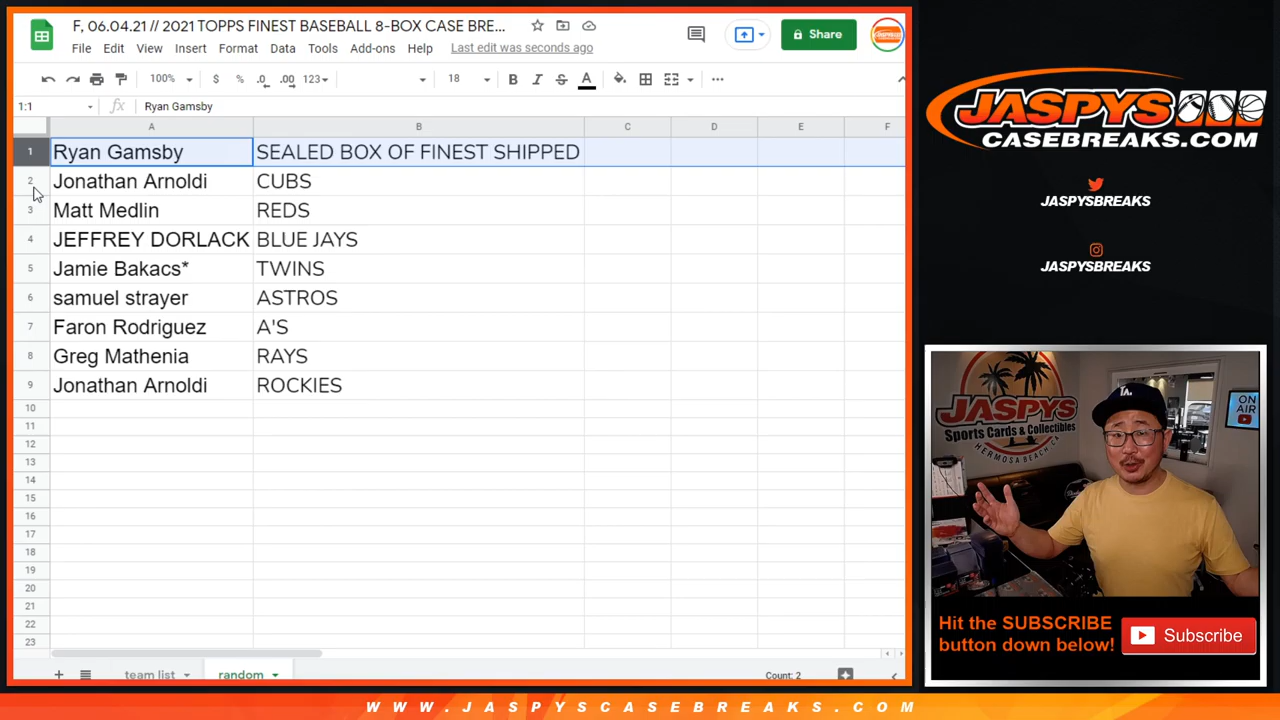 F, 06.04.21 // 2021 TOPPS FINEST BASEBALL 8-BOX CASE BRE...
File Edit View Insert Format Data Tools Add-ons Help Last edit was seconds ago
Share
100% $ % .0 .00 123 18 B I S A
1:1 fx Ryan Gamsby
A B C D E F
1 Ryan Gamsby SEALED BOX OF FINEST SHIPPED
2 Jonathan Arnoldi CUBS
3 Matt Medlin REDS
4 JEFFREY DORLACK BLUE JAYS
5 Jamie Bakacs* TWINS
6 samuel strayer ASTROS
7 Faron Rodriguez A'S
8 Greg Mathenia RAYS
9 Jonathan Arnoldi ROCKIES
10
11
12
13
14
15
16
17
18
19
20
21
22
23
team list random Count: 2
JASPYS
CASEBREAKS.COM
JASPYSBREAKS
JASPYSBREAKS
JASPYS
Sports Cards & Collectibles
HERMOSA BEACH, CA
ON
AIR
LA
Hit the SUBSCRIBE
button down below!
Subscribe
WWW.JASPYSCASEBREAKS.COM